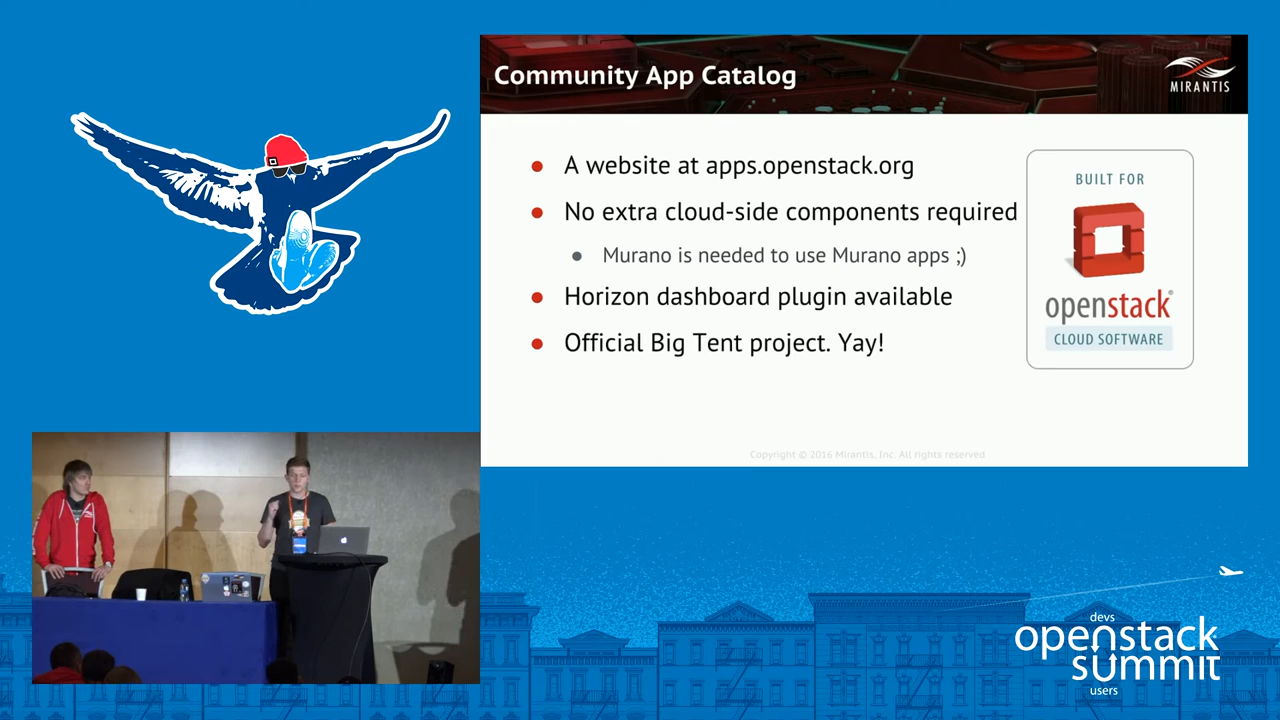 Community App Catalog
MIRANTIS
A website at apps.openstack.org
No extra cloud-side components required
Murano is needed to use Murano apps ;)
Horizon dashboard plugin available
Official Big Tent project. Yay!
BUILT FOR
openstack®
CLOUD SOFTWARE
Copyright © 2016 Mirantis, Inc. All rights reserved
devs
openstack
summit
users